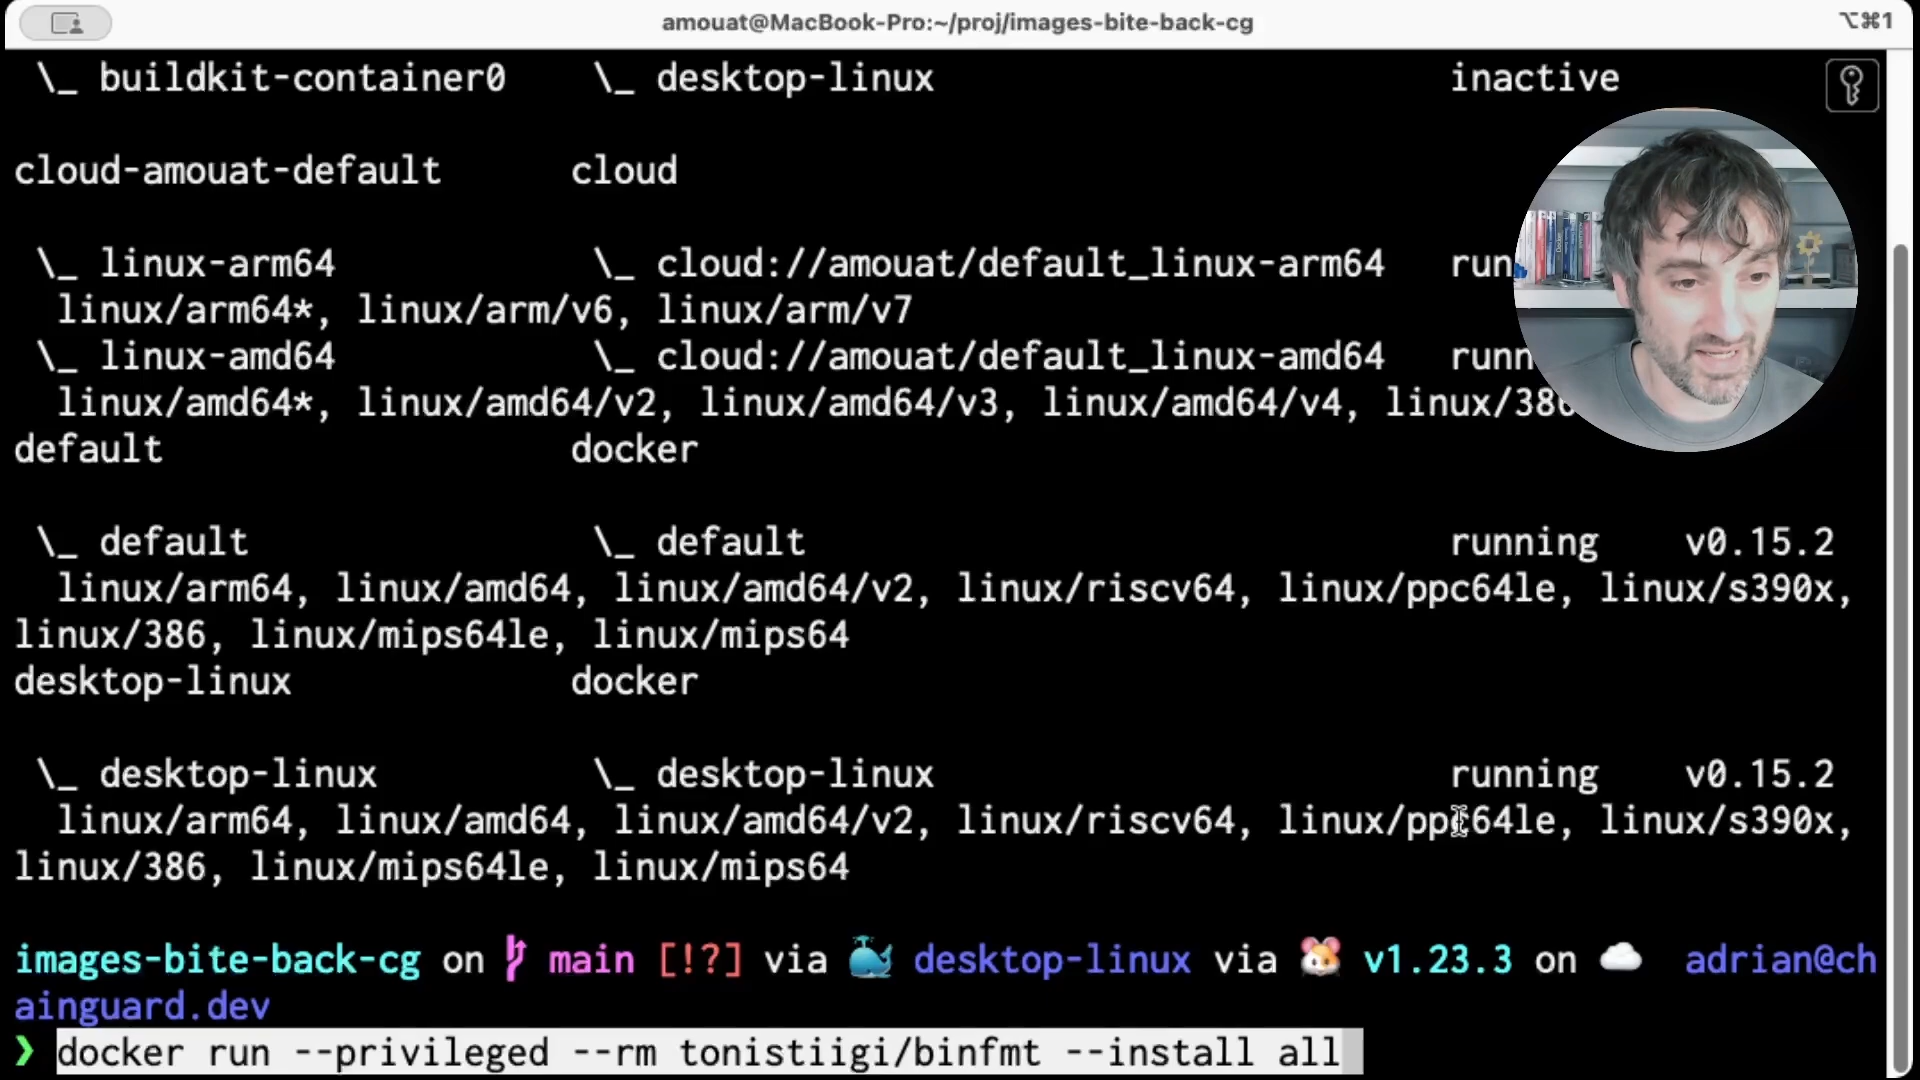 amouat@MacBook-Pro:~/proj/images-bite-back-cg ⌥⌘1
\_ buildkit-container0 \_ desktop-linux inactive
cloud-amouat-default cloud
\_ linux-arm64 \_ cloud://amouat/default_linux-arm64 run
linux/arm64*, linux/arm/v6, linux/arm/v7
\_ linux-amd64 \_ cloud://amouat/default_linux-amd64 runn
linux/amd64*, linux/amd64/v2, linux/amd64/v3, linux/amd64/v4, linux/386
default docker
\_ default \_ default running v0.15.2
linux/arm64, linux/amd64, linux/amd64/v2, linux/riscv64, linux/ppc64le, linux/s390x,
linux/386, linux/mips64le, linux/mips64
desktop-linux docker
\_ desktop-linux \_ desktop-linux running v0.15.2
linux/arm64, linux/amd64, linux/amd64/v2, linux/riscv64, linux/ppc64le, linux/s390x,
linux/386, linux/mips64le, linux/mips64
images-bite-back-cg on main [!?] via 🐳 desktop-linux via 🐹 v1.23.3 on ☁️ adrian@ch
ainguard.dev
❯ docker run --privileged --rm tonistiigi/binfmt --install all